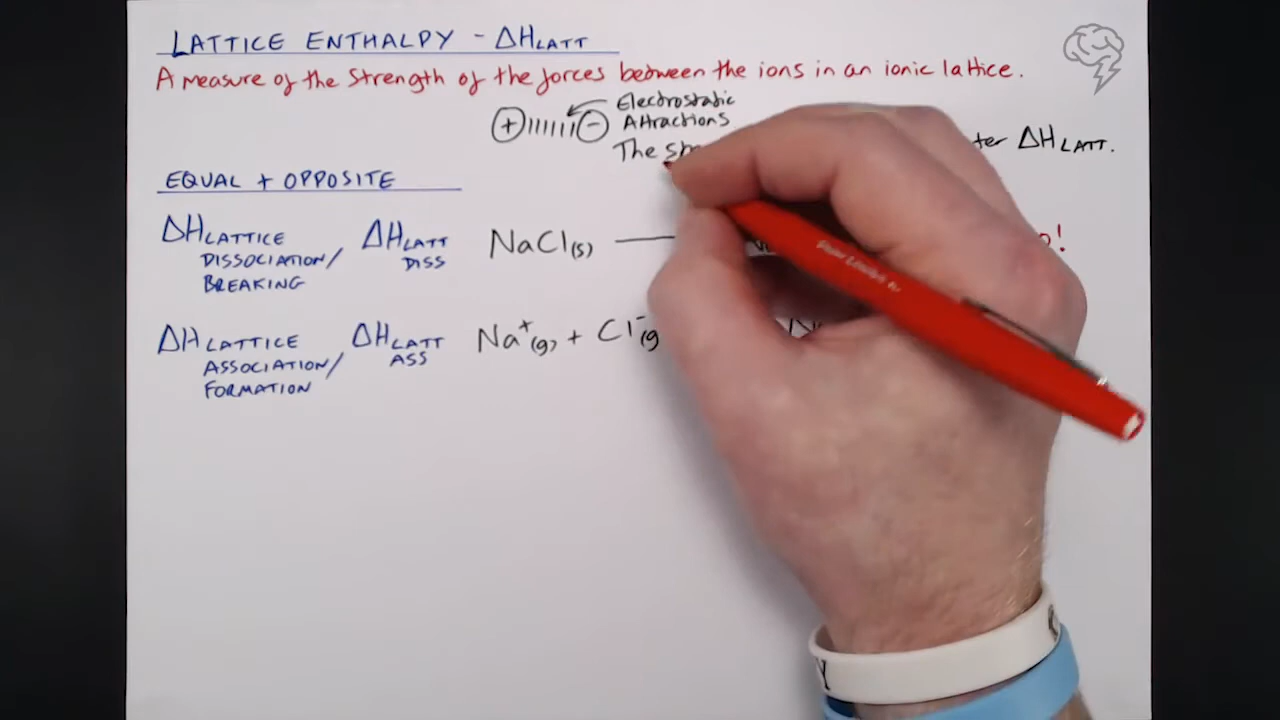 LATTICE ENTHALPY - ΔHLATT
A measure of the strength of the forces between the ions in an ionic lattice.
Electrostatic
+ -
Attractions
The ΔHLATT.
EQUAL + OPPOSITE
ΔHLATTICE ΔHLATT NaCl(s)
DISSOCIATION/ DISS
BREAKING
ΔHLATTICE ΔHLATT Na+(g) + Cl-(g
ASSOCIATION/ ASS
FORMATION